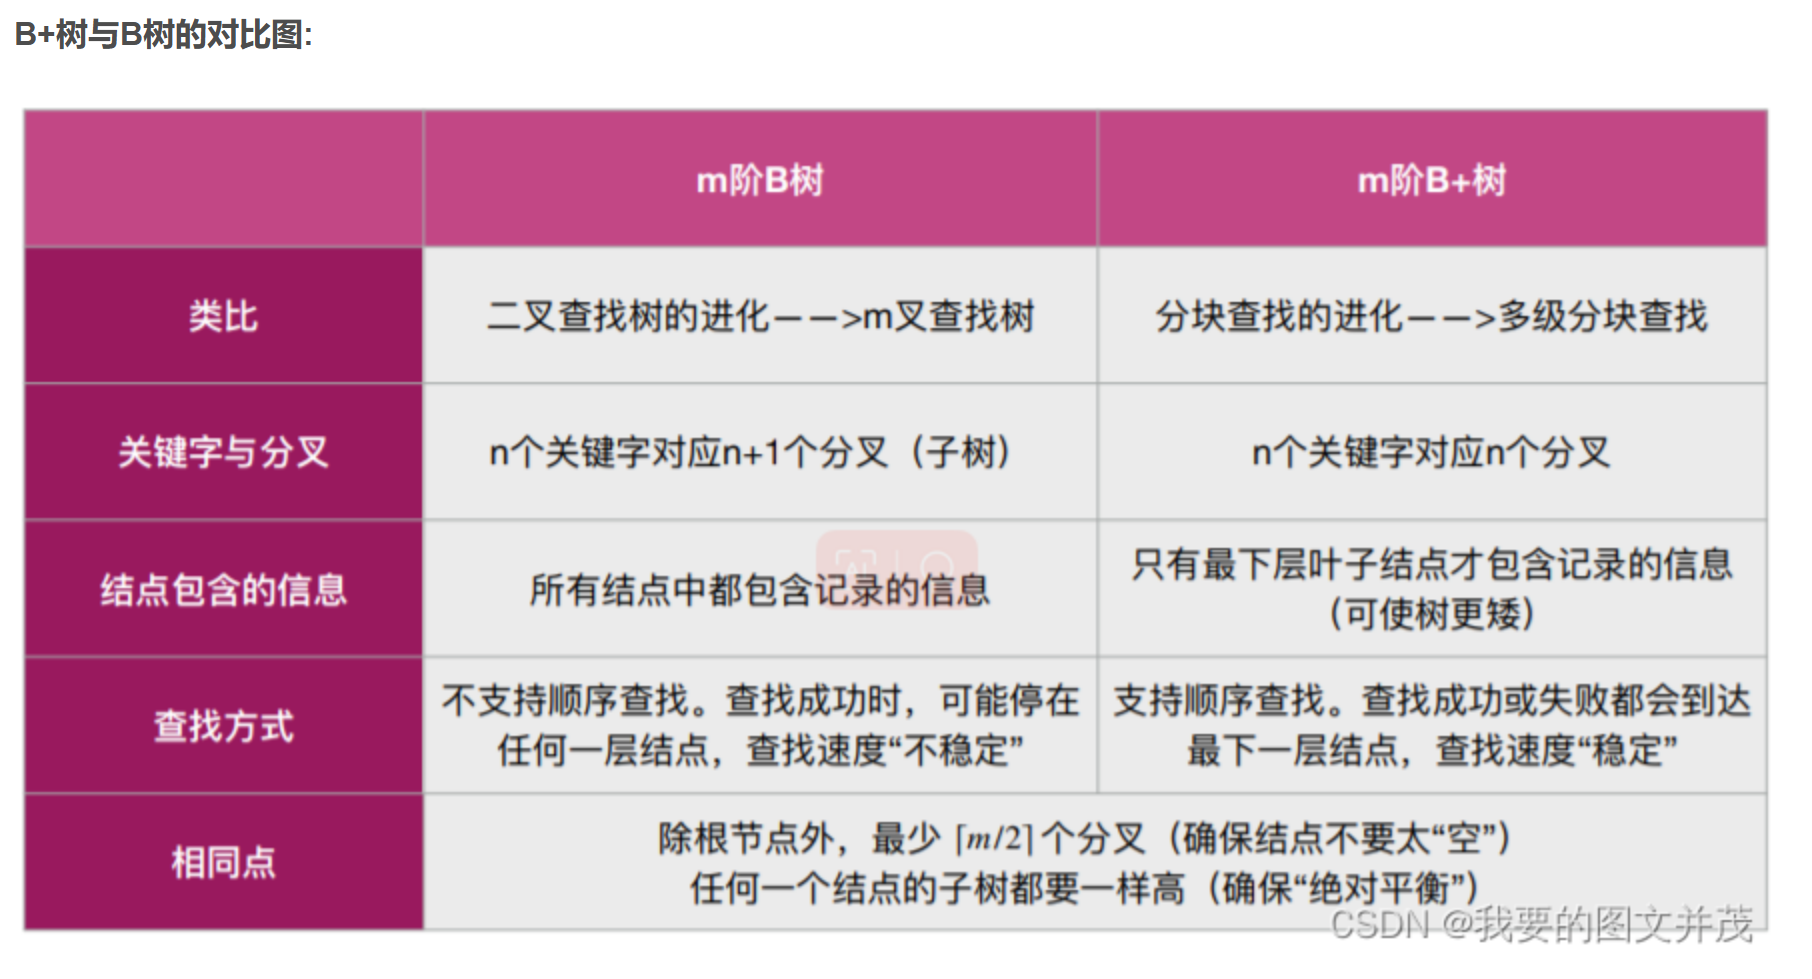 B+树与B树的对比图:
m阶B树
m阶B+树
类比
二叉查找树的进化——>m叉查找树
分块查找的进化——>多级分块查找
关键字与分叉
n个关键字对应n+1个分叉（子树）
n个关键字对应n个分叉
结点包含的信息
所有结点中都包含记录的信息
只有最下层叶子结点才包含记录的信息
（可使树更矮）
查找方式
不支持顺序查找。查找成功时，可能停在
任何一层结点，查找速度“不稳定”
支持顺序查找。查找成功或失败都会到达
最下一层结点，查找速度“稳定”
相同点
除根节点外，最少 ⌈m/2⌉ 个分叉（确保结点不要太“空”）
任何一个结点的子树都要一样高（确保“绝对平衡”）
CSDN @我要的图文并茂